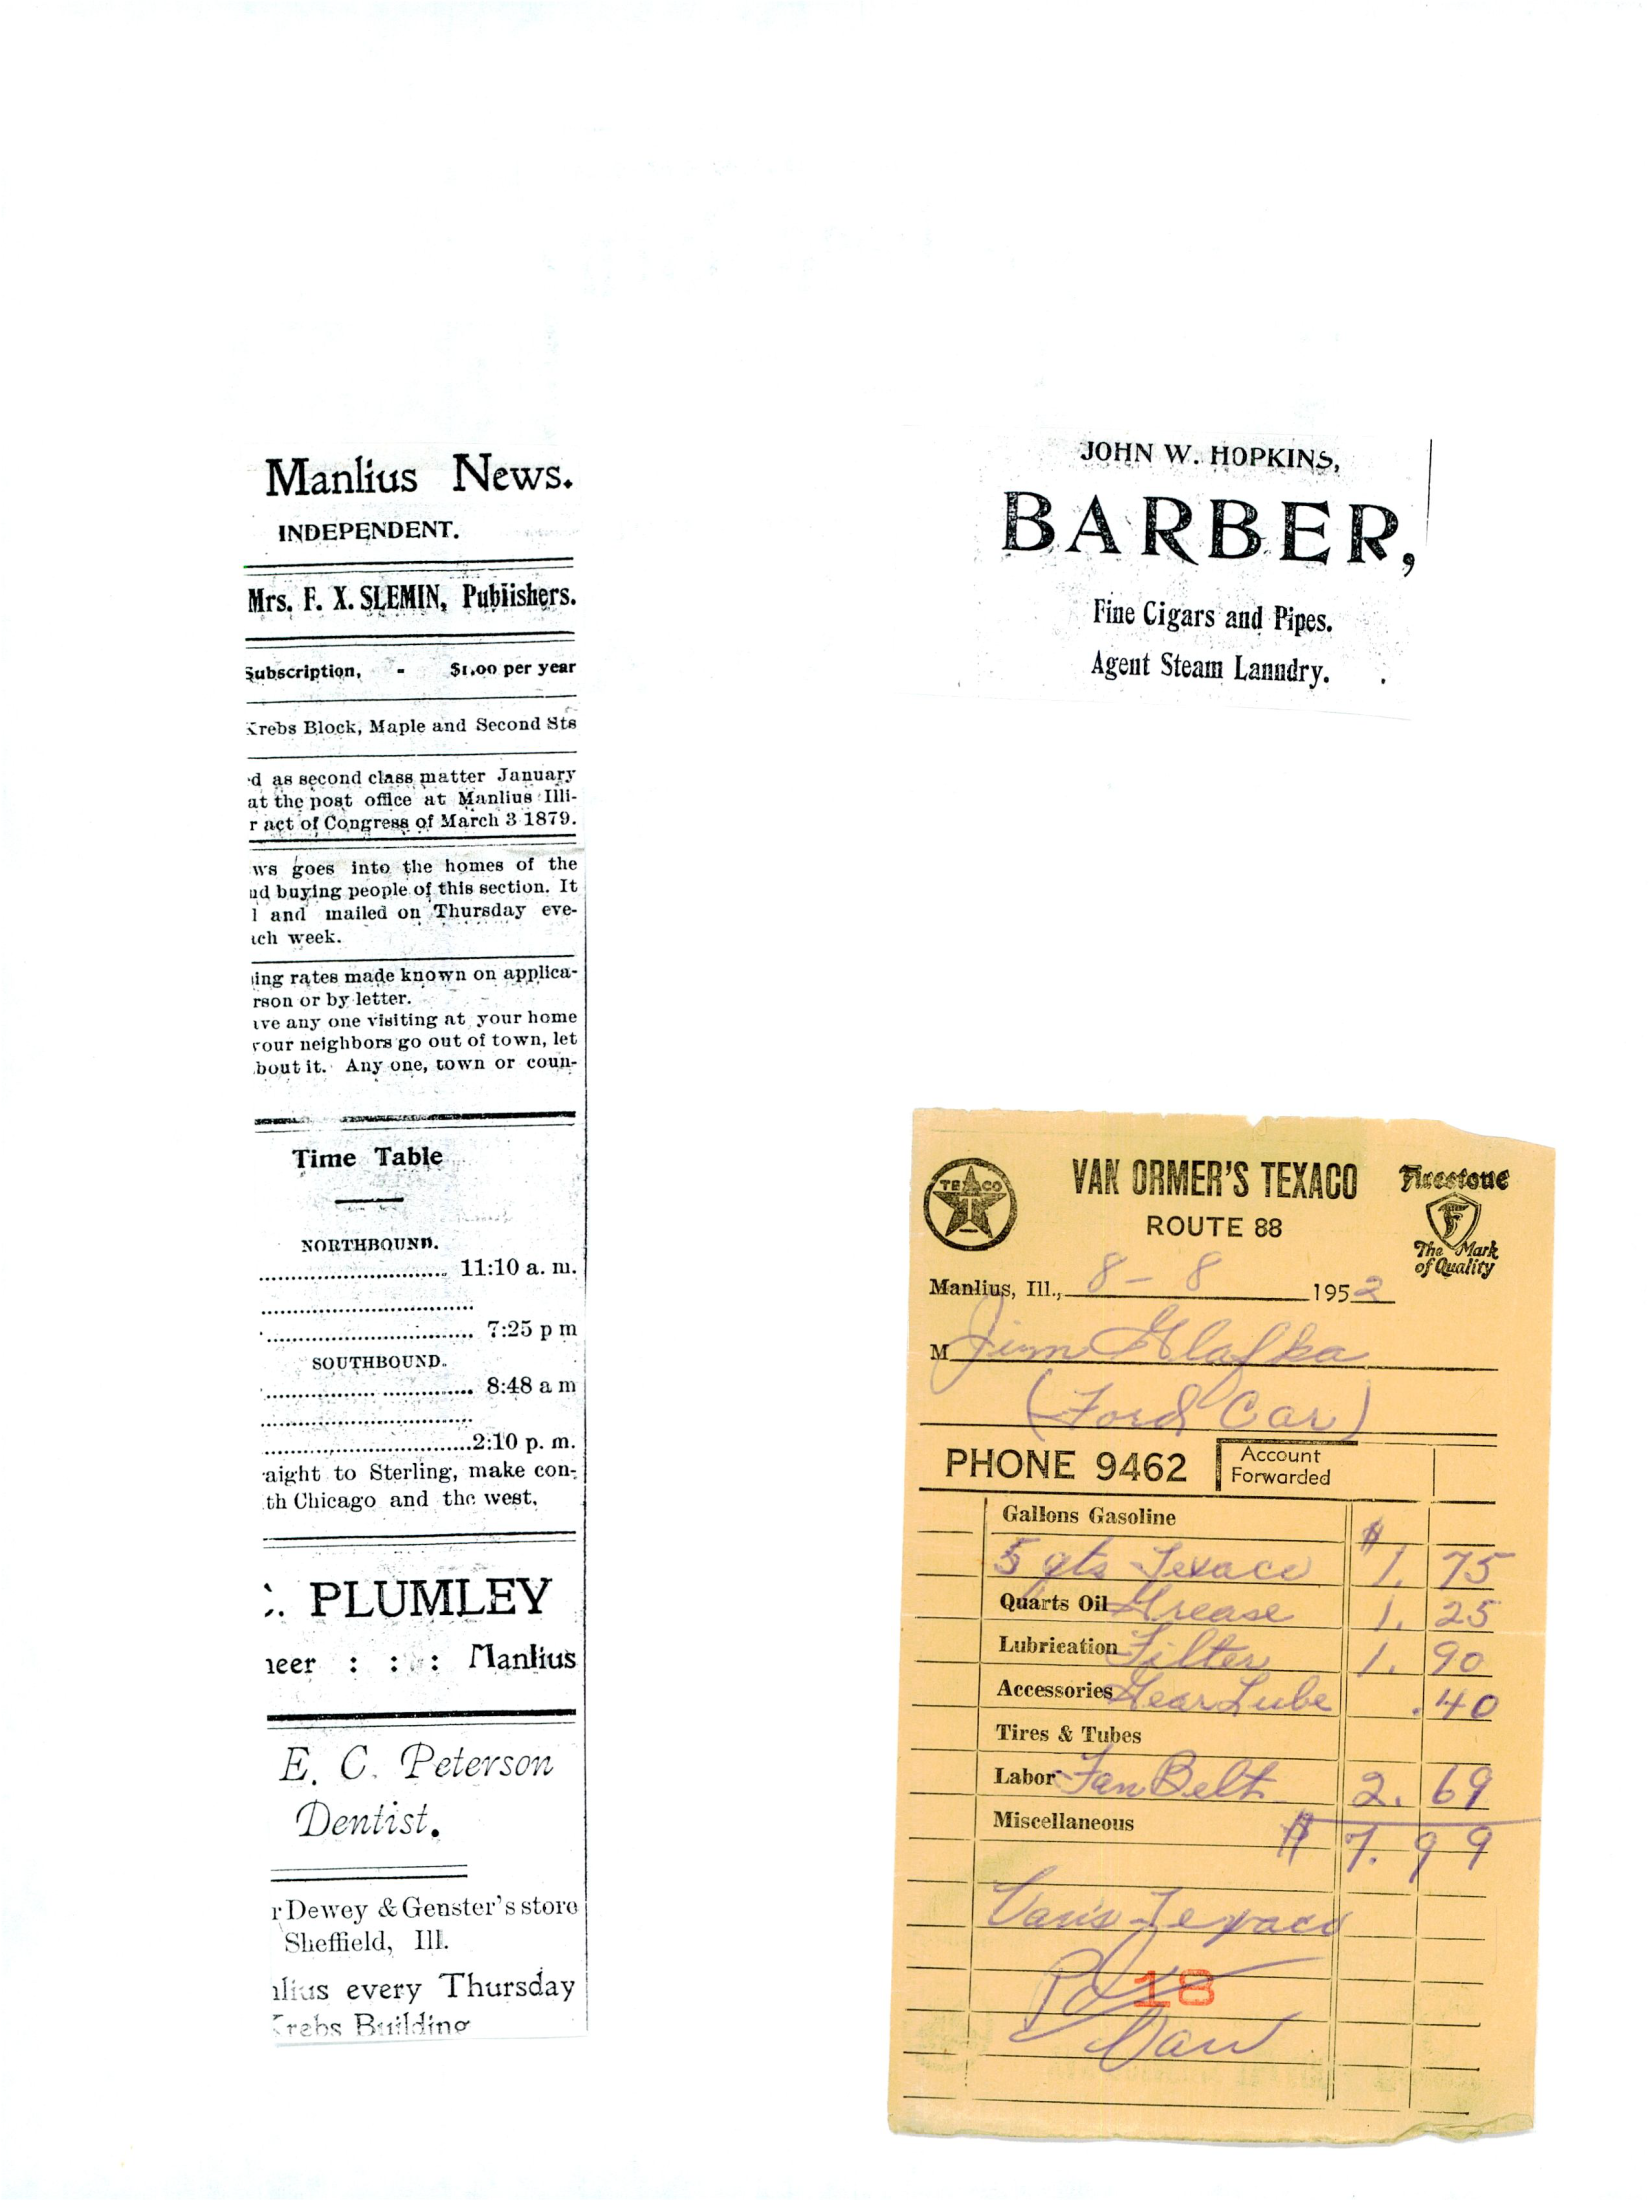 Manlius News.
INDEPENDENT.
Mrs. F. X. SLEMIN, Publishers.
Subscription, - $1.00 per year
Krebs Block, Maple and Second Sts
'd as second class matter January
at the post office at Manlius Illi-
r act of Congress of March 3 1879.
ws goes into the homes of the
nd buying people of this section. It
l and mailed on Thursday eve-
ach week.
ing rates made known on applica-
rson or by letter.
ave any one visiting at your home
your neighbors go out of town, let
bout it. Any one, town or coun-
Time Table
NORTHBOUND.
11:10 a. m.
7:25 p m
SOUTHBOUND.
8:48 a m
2:10 p. m.
aight to Sterling, make con-
th Chicago and the west.
. PLUMLEY
neer : : : Manlius
E. C. Peterson
Dentist.
r Dewey & Genster's store
Sheffield, Ill.
nlius every Thursday
Krebs Building
JOHN W. HOPKINS,
BARBER,
Fine Cigars and Pipes.
Agent Steam Lanndry.
TEXACO T
VAN ORMER'S TEXACO
ROUTE 88
Firestone
F
The Mark
of Quality
Manlius, Ill., 8-8 1952
M Jim Glafka
(Ford Car)
PHONE 9462 Account Forwarded
Gallons Gasoline
5 qts Texaco $1.75
Quarts Oil Grease 1.25
Lubrication Filter 1.90
Accessories Gear Lube .40
Tires & Tubes
Labor Fan Belt 2.69
Miscellaneous $7.99
Van's Texaco
18
Pd
Van